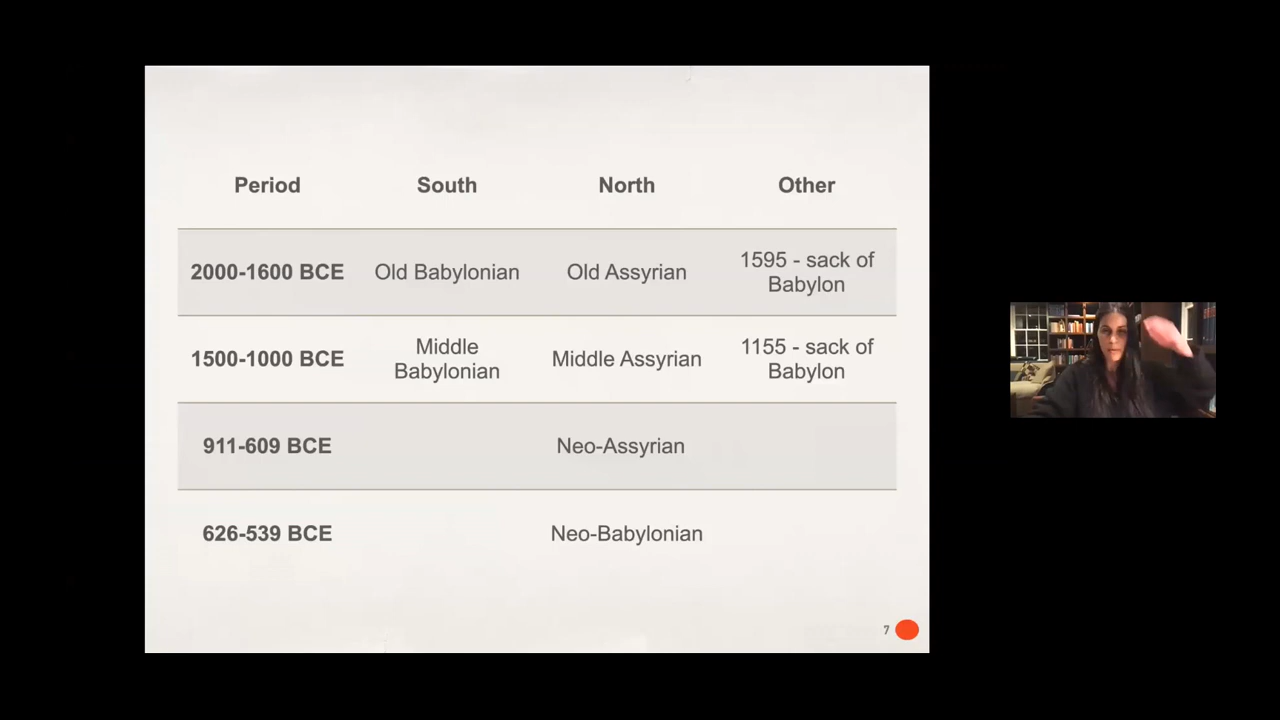 Period South North Other
2000-1600 BCE Old Babylonian Old Assyrian 1595 - sack of
Babylon
1500-1000 BCE Middle
Babylonian Middle Assyrian 1155 - sack of
Babylon
911-609 BCE Neo-Assyrian
626-539 BCE Neo-Babylonian
7